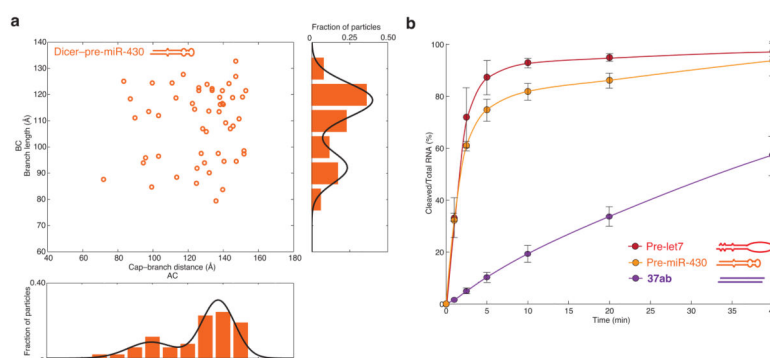 a
b
Fraction of particles
0 0.25 0.40 0.50
140
130
120
110
100
90
80
70
60
BC
Branch length (Å)
Dicer–pre-miR-430
40 60 80 100 120 140 160 180
Cap–branch distance (Å)
AC
0.40
Fraction of particles
100
80
60
40
20
0
Cleaved/Total RNA (%)
Pre-let7
Pre-miR-430
37ab
0 5 10 15 20 25 30 35
Time (min)